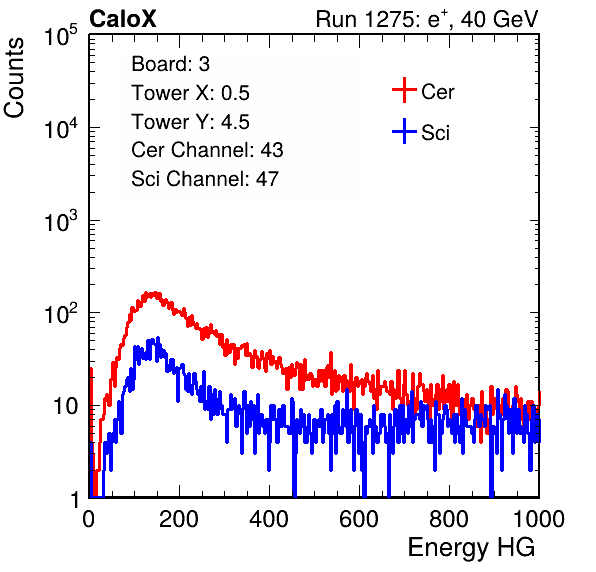 CaloX Run 1275: e⁺, 40 GeV
Counts
10⁵
10⁴
10³
10²
10
1
Board: 3
Tower X: 0.5
Tower Y: 4.5
Cer Channel: 43
Sci Channel: 47
Cer
Sci
0 200 400 600 800 1000
Energy HG